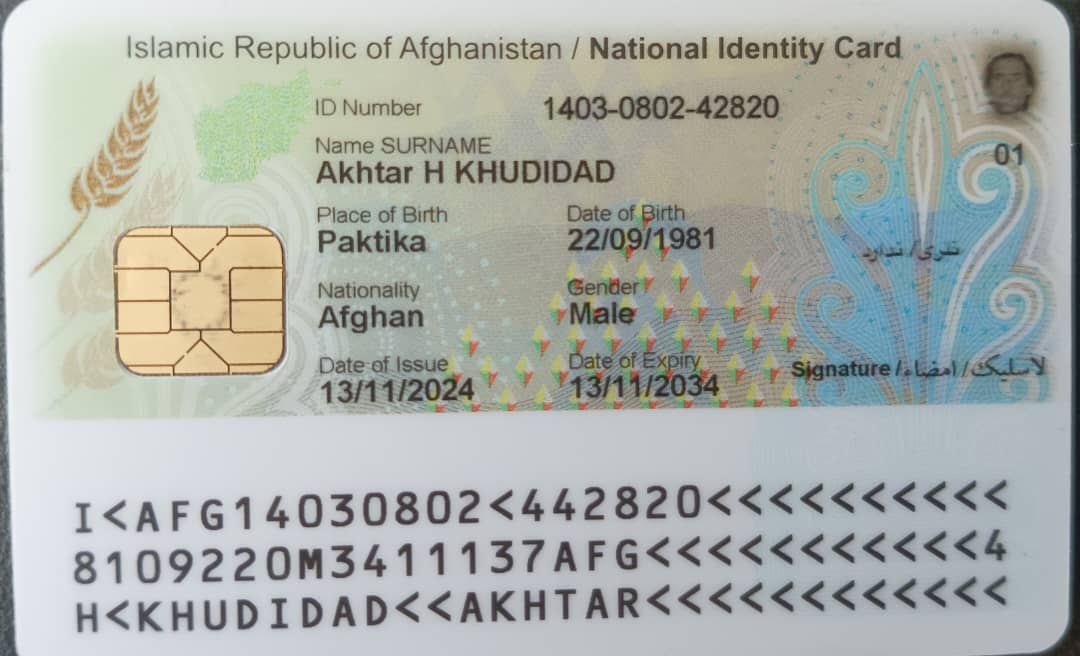 Islamic Republic of Afghanistan / National Identity Card
ID Number 1403-0802-42820
Name SURNAME
Akhtar H KHUDIDAD
01
Place of Birth Date of Birth
Paktika 22/09/1981
نفری/ ندارد
Nationality Gender
Afghan Male
Date of Issue Date of Expiry
Signature / امضاء / لاسلیک
13/11/2024 13/11/2034
I<AFG14030802<442820<<<<<<<<<<
8109220M3411137AFG<<<<<<<<<<<4
H<KHUDIDAD<<AKHTAR<<<<<<<<<<<<